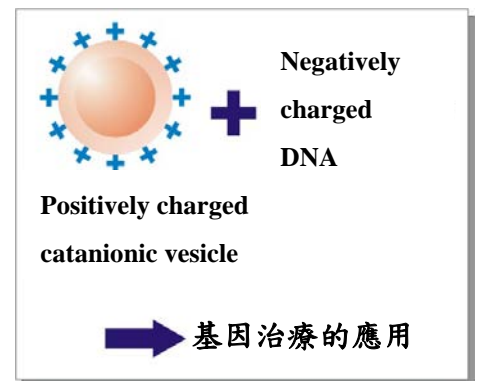 Negatively
charged
DNA
Positively charged
catanionic vesicle
基因治療的應用